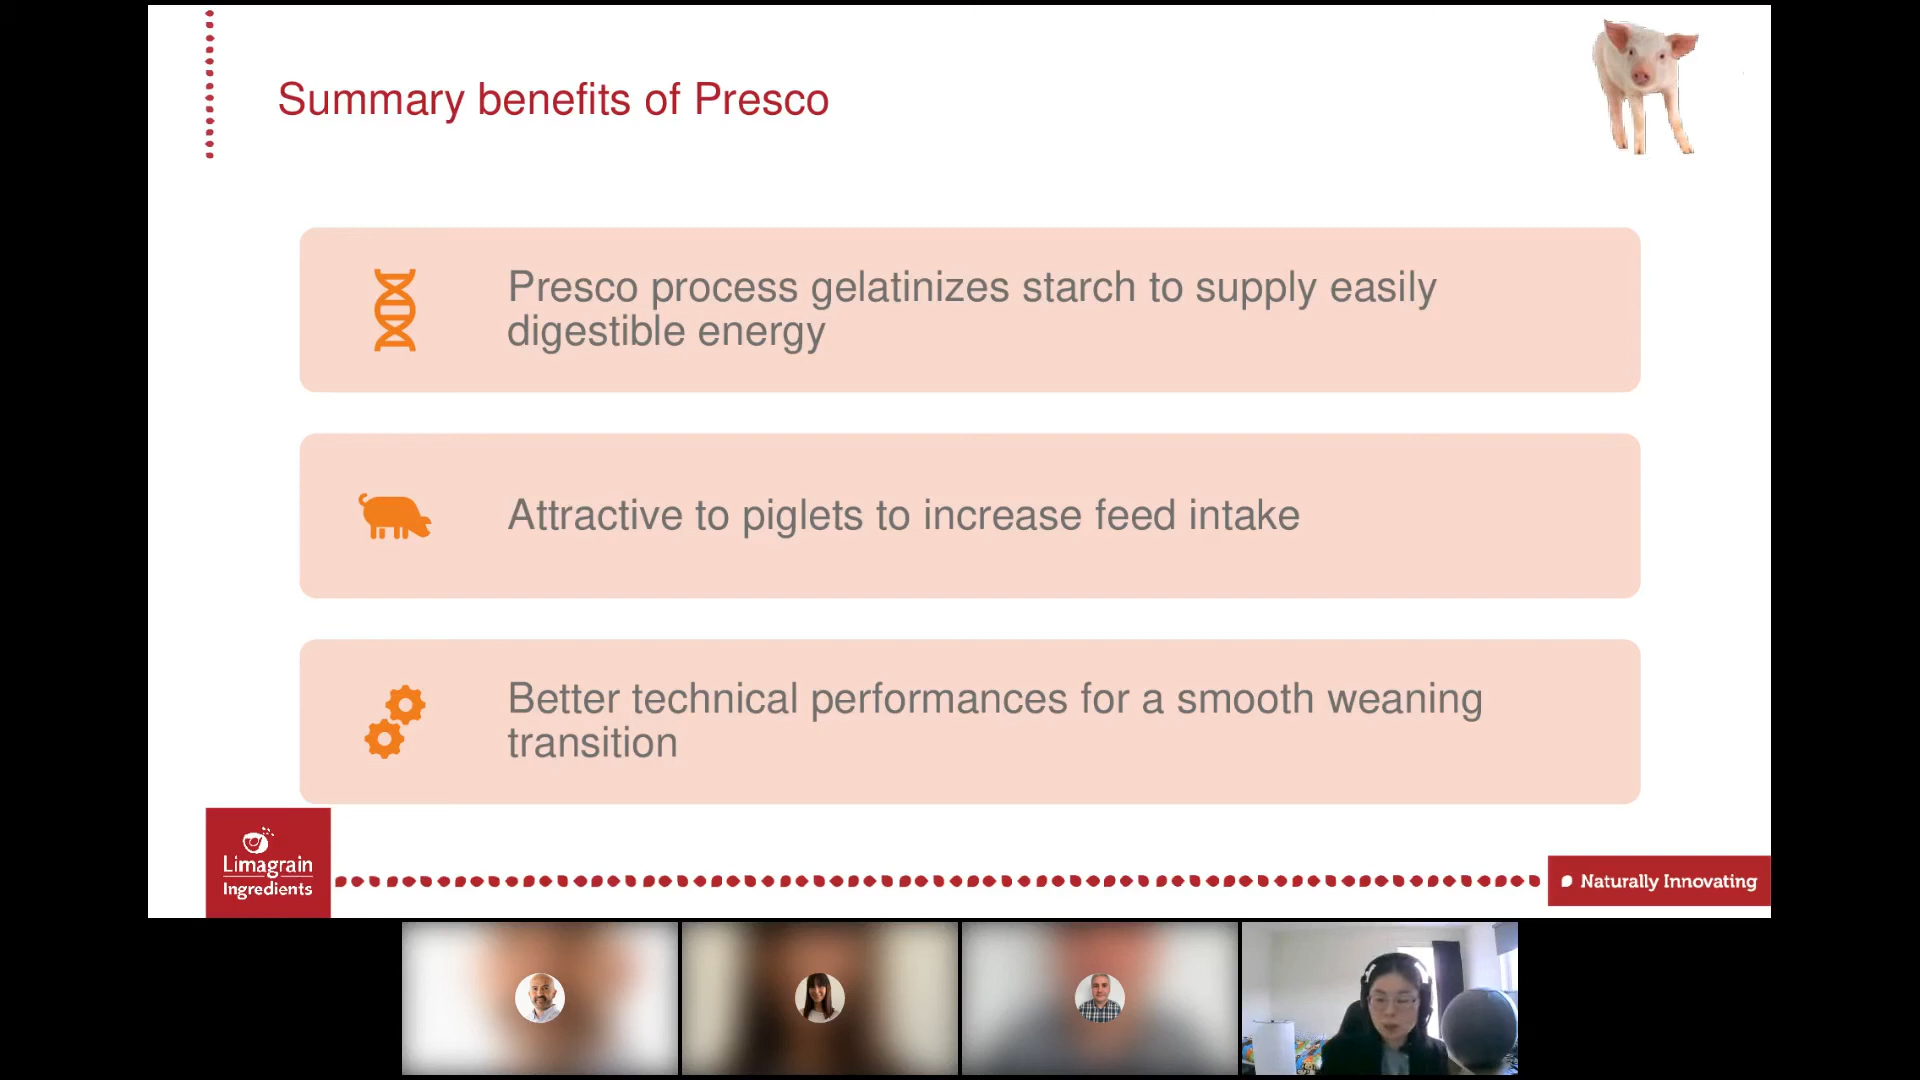 Summary benefits of Presco
Presco process gelatinizes starch to supply easily
digestible energy
Attractive to piglets to increase feed intake
Better technical performances for a smooth weaning
transition
Limagrain
Ingredients
Naturally Innovating